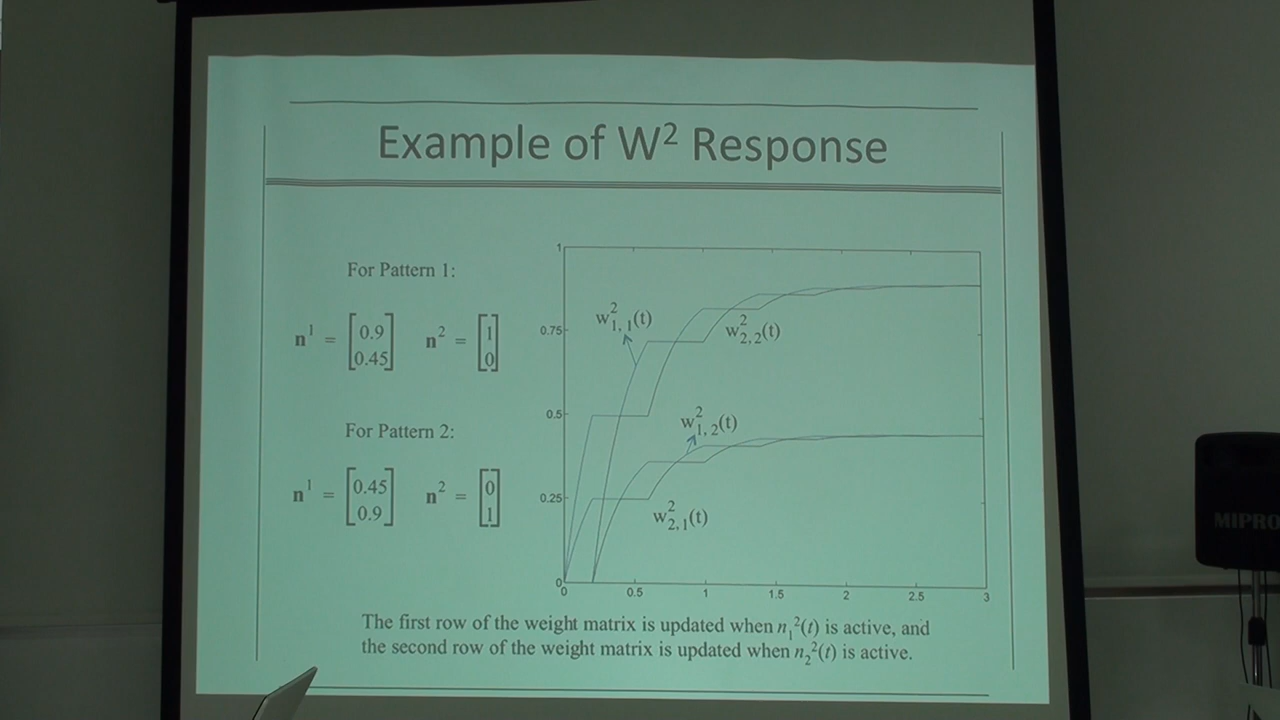 Example of W² Response
For Pattern 1:
n¹ = [0.9 0.45] n² = [1 0]
For Pattern 2:
n¹ = [0.45 0.9] n² = [0 1]
1
0.75
0.5
0.25
0
0 0.5 1 1.5 2 2.5 3
w²₁,₁(t)
w²₂,₂(t)
w²₁,₂(t)
w²₂,₁(t)
The first row of the weight matrix is updated when n₁²(t) is active, and
the second row of the weight matrix is updated when n₂²(t) is active.
MIPRO